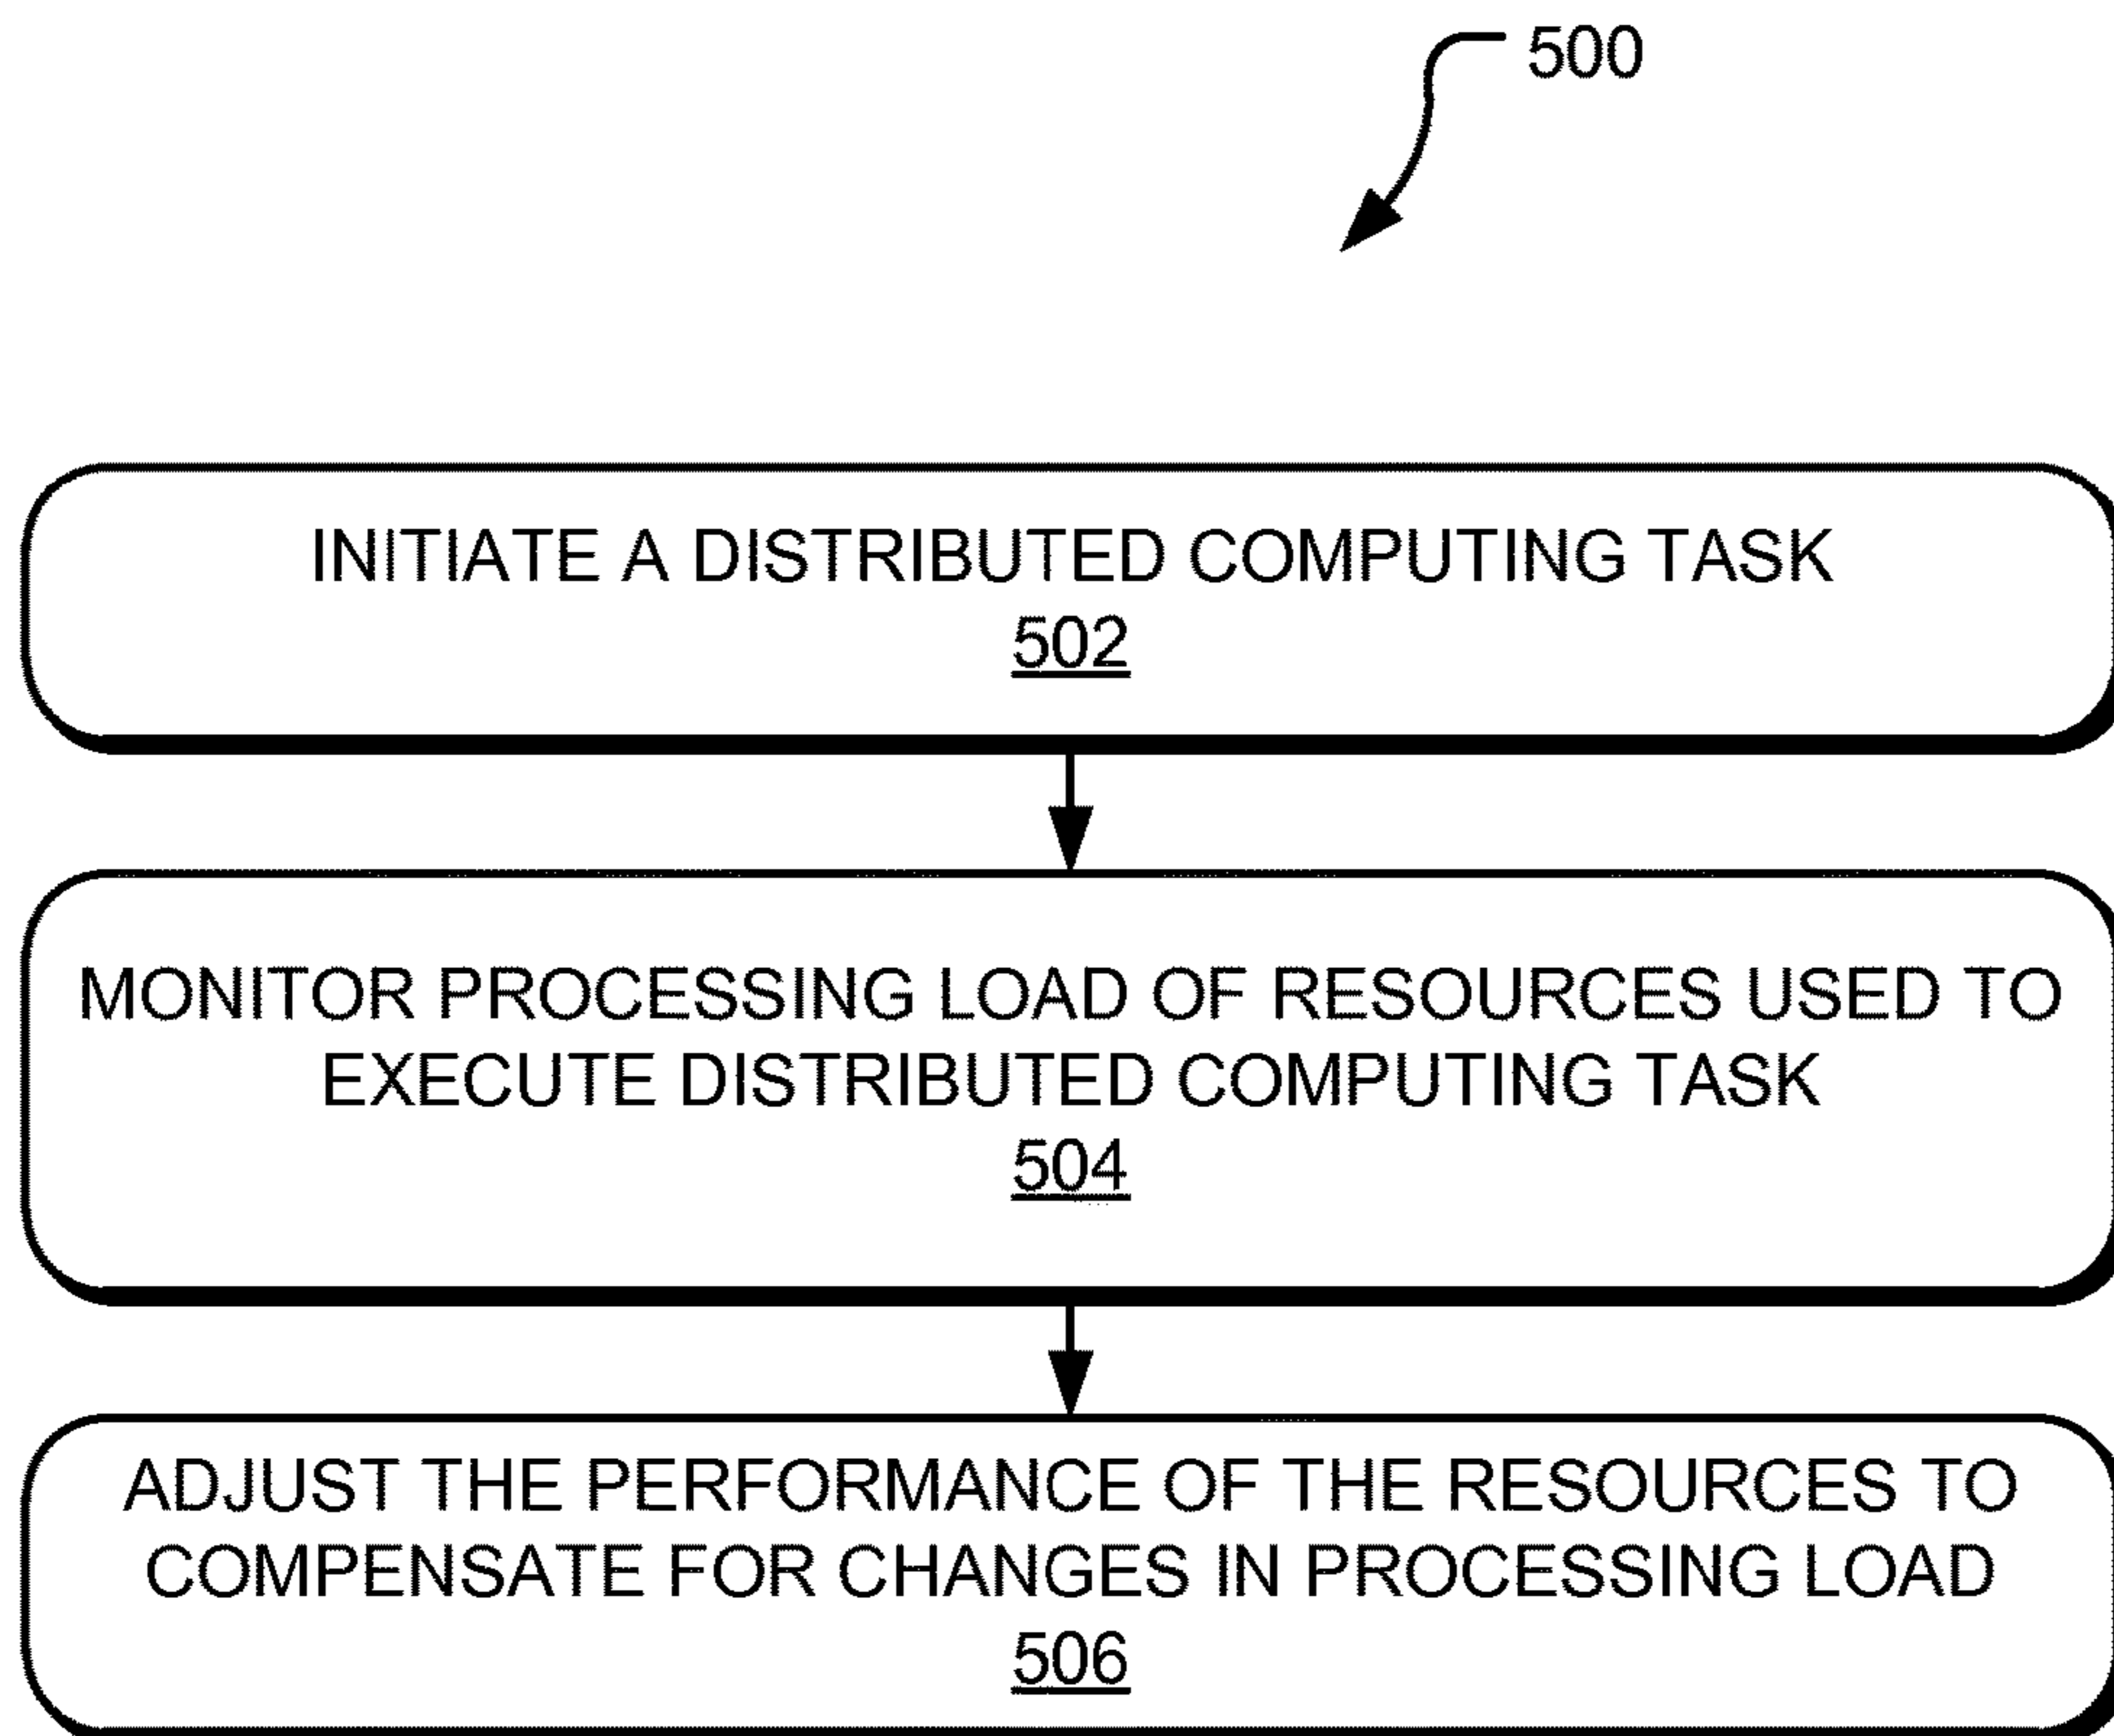 500
INITIATE A DISTRIBUTED COMPUTING TASK
502
MONITOR PROCESSING LOAD OF RESOURCES USED TO
EXECUTE DISTRIBUTED COMPUTING TASK
504
ADJUST THE PERFORMANCE OF THE RESOURCES TO
COMPENSATE FOR CHANGES IN PROCESSING LOAD
506